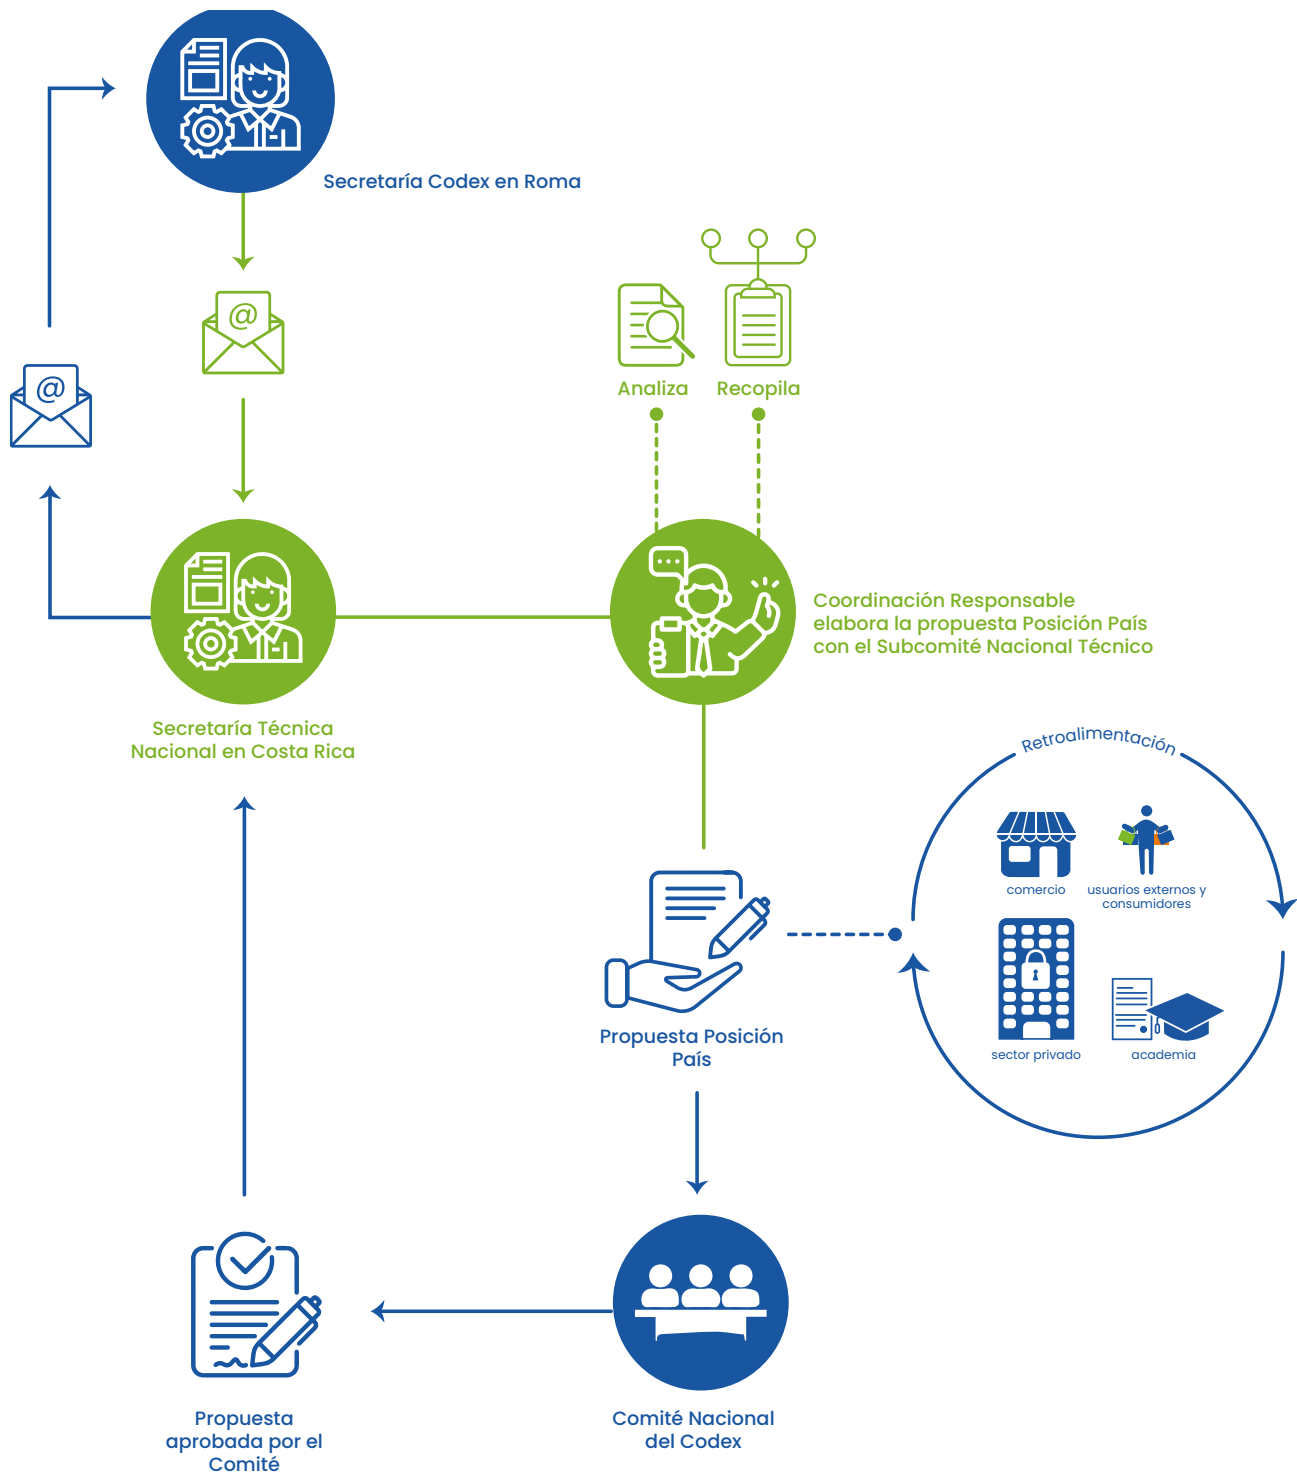 Secretaría Codex en Roma
@
@
Analiza
Recopila
Coordinación Responsable
elabora la propuesta Posición País
con el Subcomité Nacional Técnico
Secretaría Técnica
Nacional en Costa Rica
Retroalimentación
comercio
usuarios externos y
consumidores
sector privado
academia
Propuesta Posición
País
Comité Nacional
del Codex
Propuesta
aprobada por el
Comité